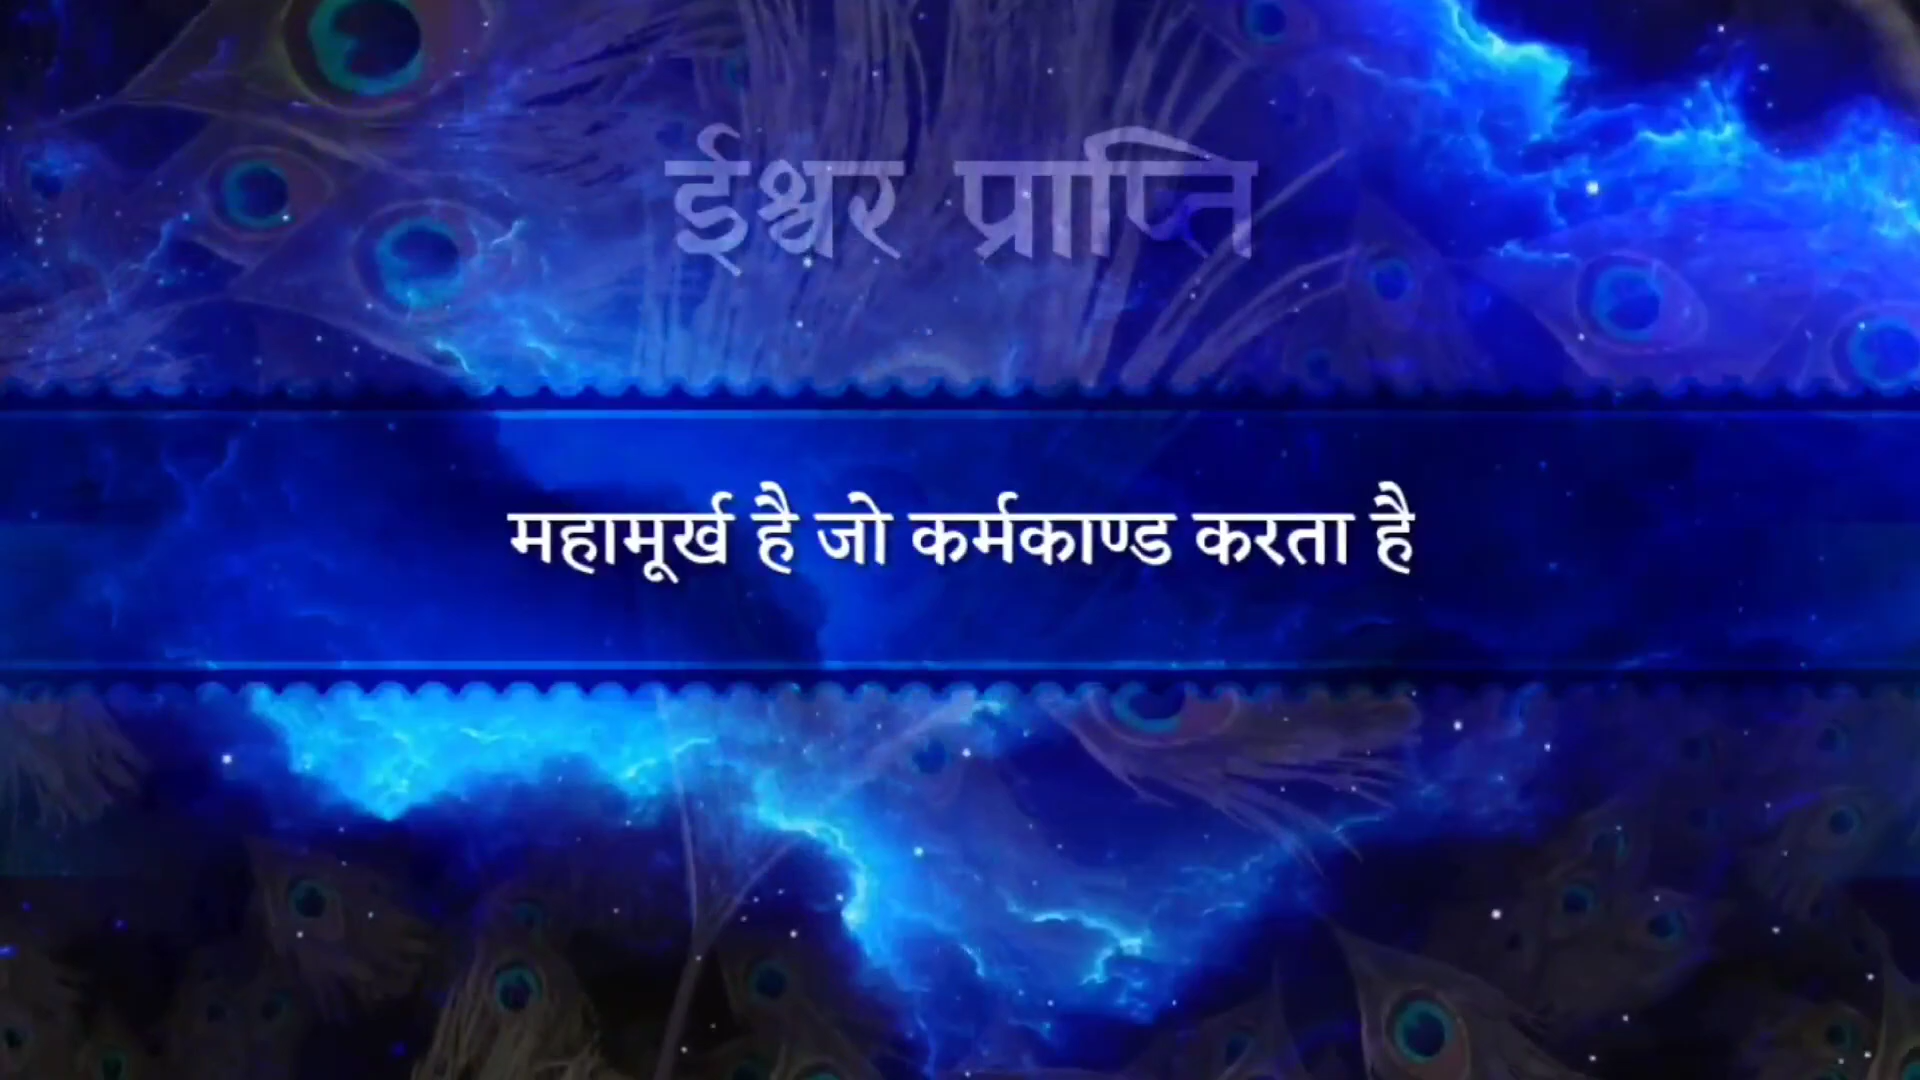 ईश्वर प्राप्ति
महामूर्ख है जो कर्मकाण्ड करता है